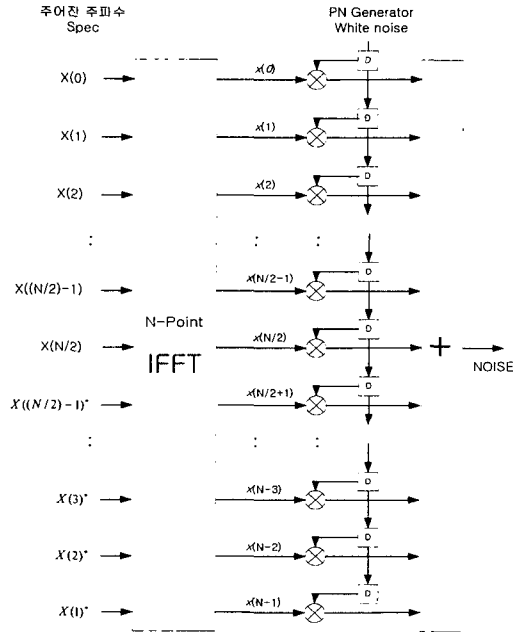 주어진 주파수
Spec
PN Generator
White noise
X(0)
x(0)
D
X(1)
x(1)
D
X(2)
x(2)
D
:
:
:
X((N/2)-1)
x(N/2-1)
D
N-Point
IFFT
X(N/2)
x(N/2)
D
+
NOISE
X((N/2)-1)*
x(N/2+1)
D
:
:
:
X(3)*
x(N-3)
D
X(2)*
x(N-2)
D
X(1)*
x(N-1)
D